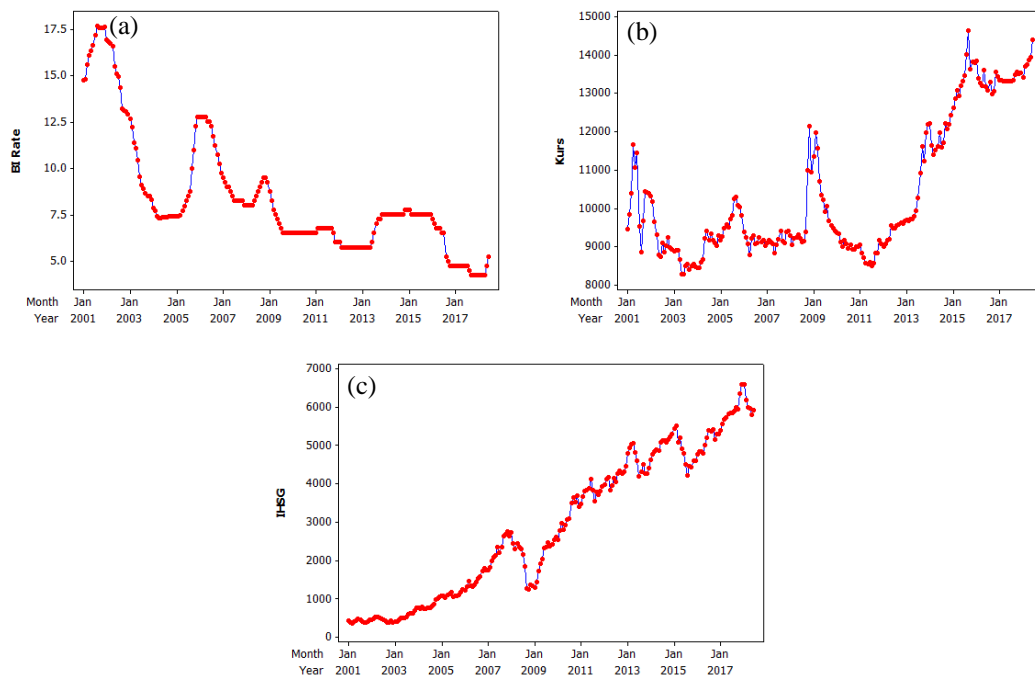 (a)
17.5
15.0
12.5
10.0
7.5
5.0
BI Rate
Month Jan Jan Jan Jan Jan Jan Jan Jan Jan
Year 2001 2003 2005 2007 2009 2011 2013 2015 2017
(b)
15000
14000
13000
12000
11000
10000
9000
8000
Kurs
Month Jan Jan Jan Jan Jan Jan Jan Jan Jan
Year 2001 2003 2005 2007 2009 2011 2013 2015 2017
(c)
7000
6000
5000
4000
3000
2000
1000
0
IHSG
Month Jan Jan Jan Jan Jan Jan Jan Jan Jan
Year 2001 2003 2005 2007 2009 2011 2013 2015 2017